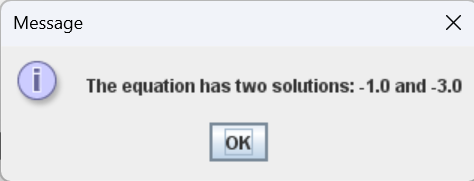 Message
The equation has two solutions: -1.0 and -3.0
OK